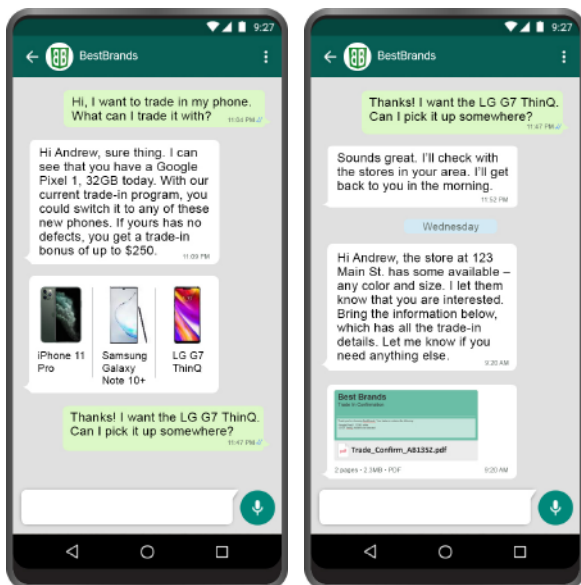 9:27
BestBrands
Hi, I want to trade in my phone.
What can I trade it with?
11:04 PM
Hi Andrew, sure thing. I can
see that you have a Google
Pixel 1, 32GB today. With our
current trade-in program, you
could switch it to any of these
new phones. If yours has no
defects, you get a trade-in
bonus of up to $250.
11:09 PM
iPhone 11
Pro
Samsung
Galaxy
Note 10+
LG G7
ThinQ
Thanks! I want the LG G7 ThinQ.
Can I pick it up somewhere?
11:47 PM
9:27
BestBrands
Thanks! I want the LG G7 ThinQ.
Can I pick it up somewhere?
11:47 PM
Sounds great. I'll check with
the stores in your area. I'll get
back to you in the morning.
11:52 PM
Wednesday
Hi Andrew, the store at 123
Main St. has some available –
any color and size. I let them
know that you are interested.
Bring the information below,
which has all the trade-in
details. Let me know if you
need anything else.
9:20 AM
Best Brands
Trade In Confirmation
Trade_Confirm_AB135Z.pdf
2 pages • 2.3MB • PDF
9:20 AM